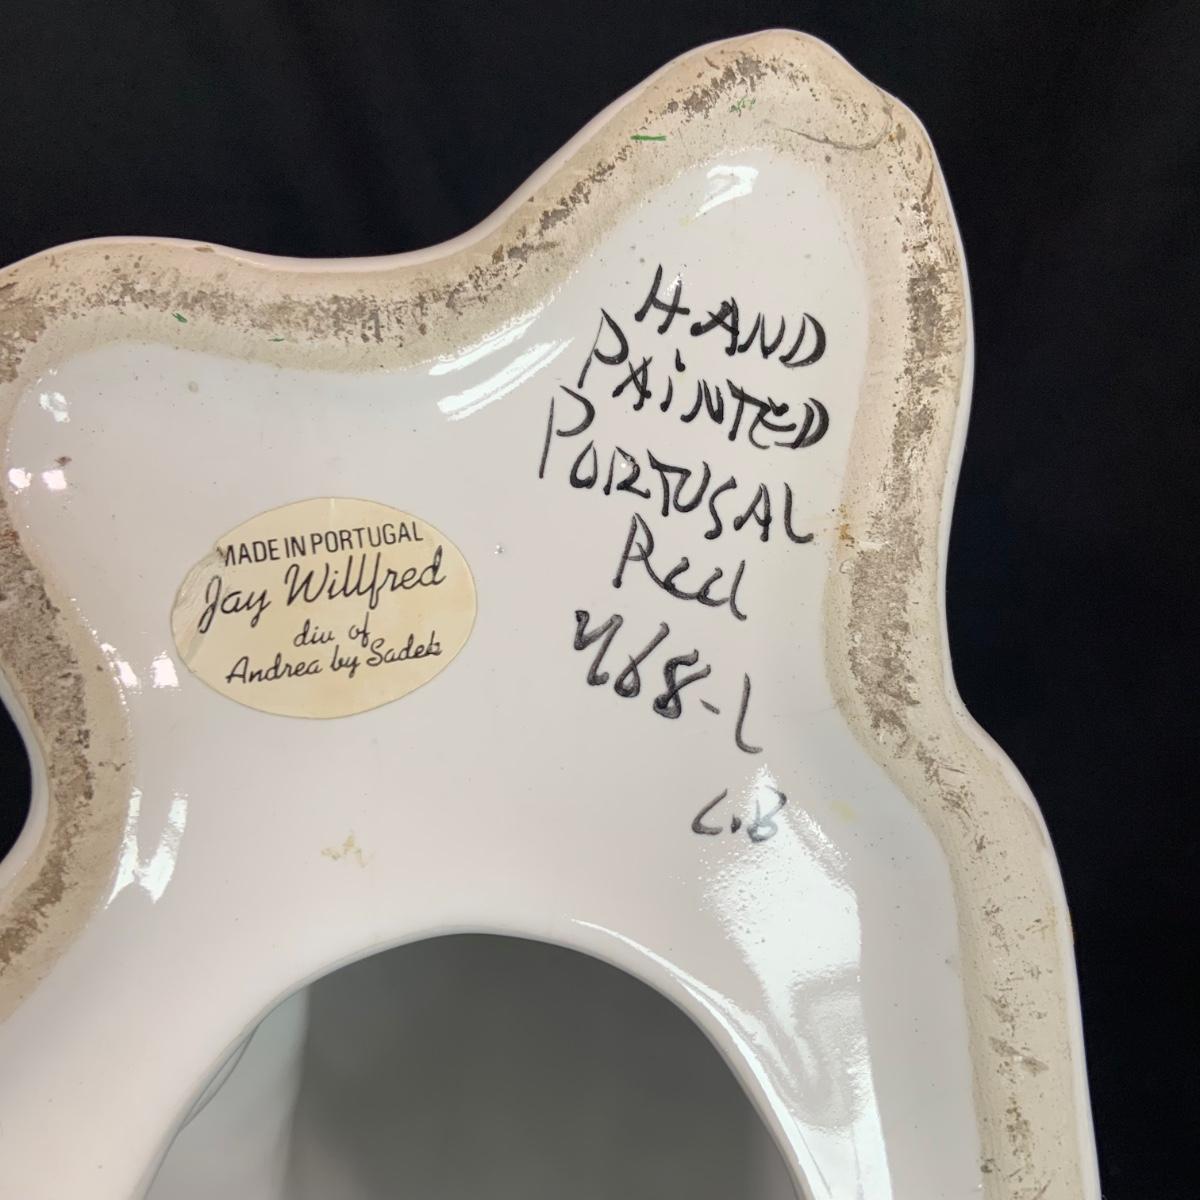 MADE IN PORTUGAL
Jay Willfred
div of
Andrea by Sadek
HAND
PAiNTED
PORTUGAL
Red
468-L
C.B